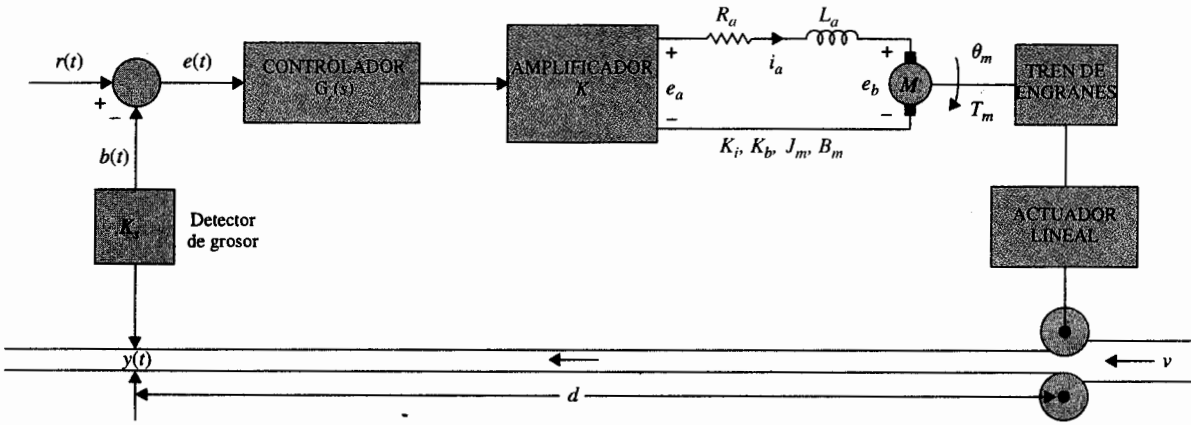 r(t)
+
−
e(t)
b(t)
CONTROLADOR
G_c(s)
AMPLIFICADOR
K
+
e_a
−
R_a
i_a
L_a
+
e_b
−
M
θ_m
T_m
K_i, K_b, J_m, B_m
TREN DE
ENGRANES
ACTUADOR
LINEAL
K_s
Detector
de grosor
y(t)
v
d